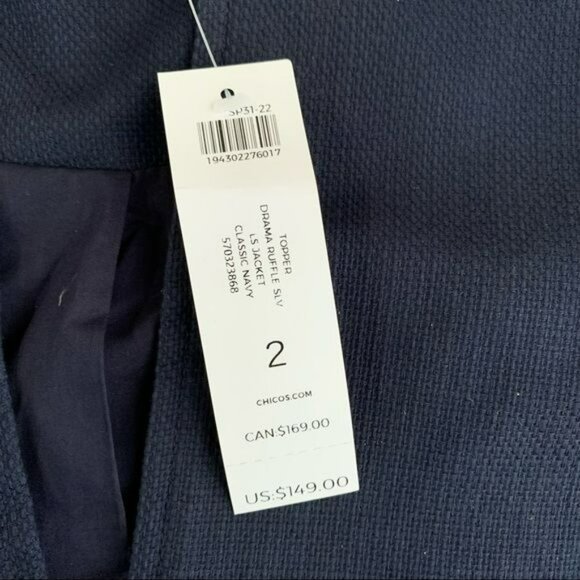 SP31-22
194302276017
TOPPER
DRAMA RUFFLE SLV
LS JACKET
CLASSIC NAVY
570323868
2
CHICOS.COM
CAN:$169.00
US:$149.00